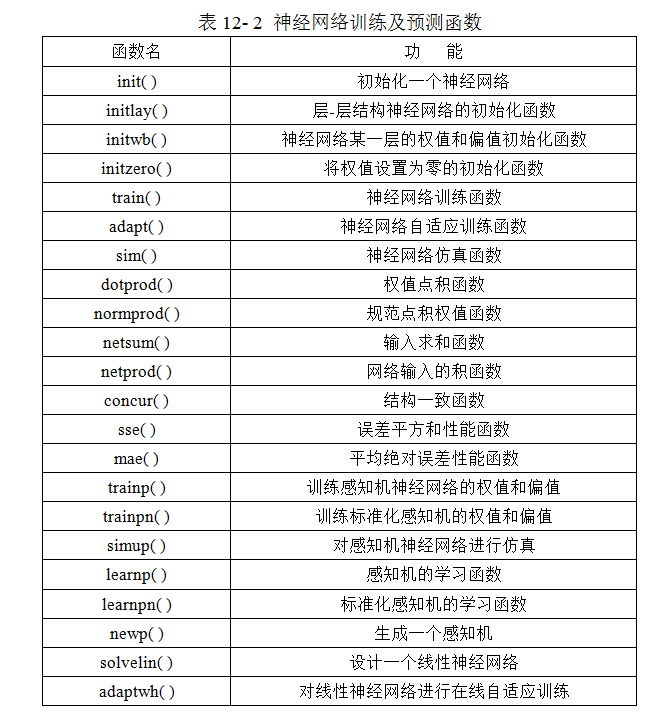 表 12- 2 神经网络训练及预测函数
函数名 功 能
init( ) 初始化一个神经网络
initlay( ) 层-层结构神经网络的初始化函数
initwb( ) 神经网络某一层的权值和偏值初始化函数
initzero( ) 将权值设置为零的初始化函数
train( ) 神经网络训练函数
adapt( ) 神经网络自适应训练函数
sim( ) 神经网络仿真函数
dotprod( ) 权值点积函数
normprod( ) 规范点积权值函数
netsum( ) 输入求和函数
netprod( ) 网络输入的积函数
concur( ) 结构一致函数
sse( ) 误差平方和性能函数
mae( ) 平均绝对误差性能函数
trainp( ) 训练感知机神经网络的权值和偏值
trainpn( ) 训练标准化感知机的权值和偏值
simup( ) 对感知机神经网络进行仿真
learnp( ) 感知机的学习函数
learnpn( ) 标准化感知机的学习函数
newp( ) 生成一个感知机
solvelin( ) 设计一个线性神经网络
adaptwh( ) 对线性神经网络进行在线自适应训练